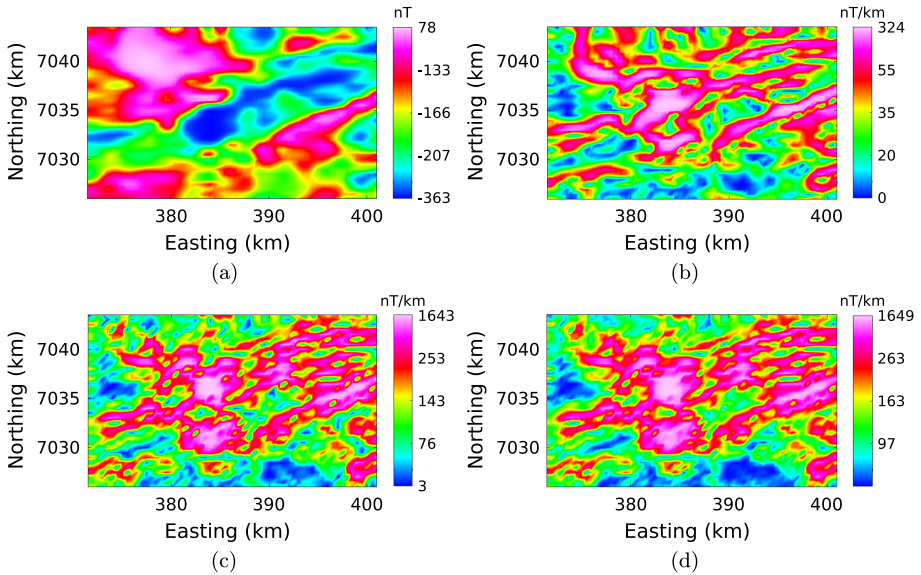 nT
78
-133
-166
-207
-363
7040
7035
7030
Northing (km)
380
390
400
Easting (km)
(a)
nT/km
324
55
35
20
0
7040
7035
7030
Northing (km)
380
390
400
Easting (km)
(b)
nT/km
1643
253
143
76
3
7040
7035
7030
Northing (km)
380
390
400
Easting (km)
(c)
nT/km
1649
263
163
97
7040
7035
7030
Northing (km)
380
390
400
Easting (km)
(d)